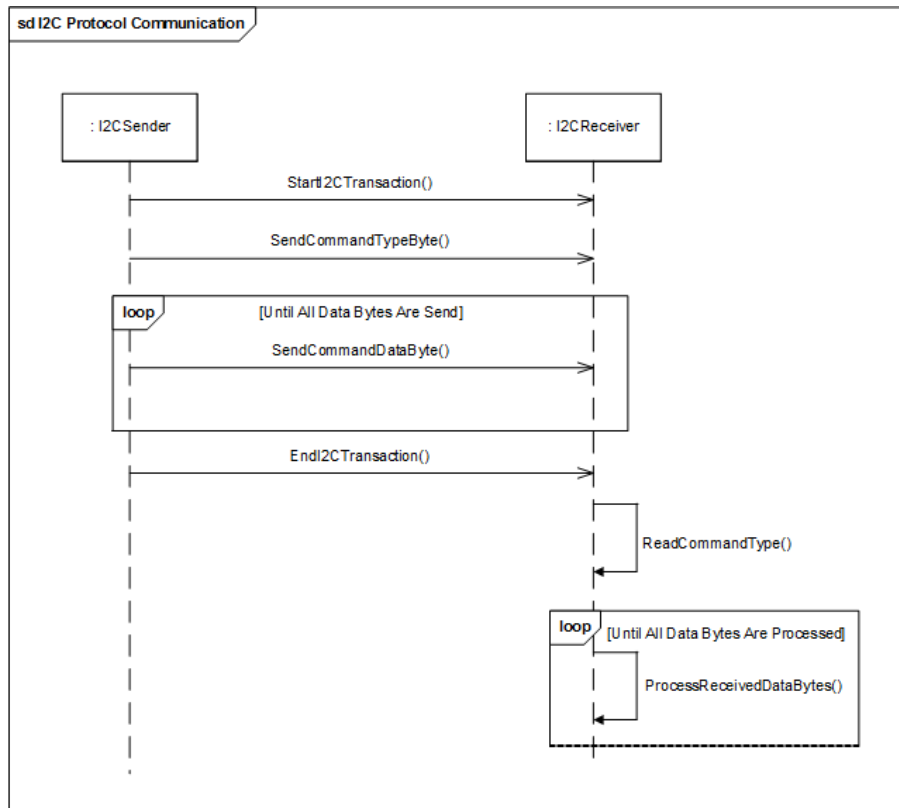 sd I2C Protocol Communication
: I2CSender
: I2CReceiver
StartI2CTransaction()
SendCommandTypeByte()
loop
[Until All Data Bytes Are Send]
SendCommandDataByte()
EndI2CTransaction()
ReadCommandType()
loop
[Until All Data Bytes Are Processed]
ProcessReceivedDataBytes()